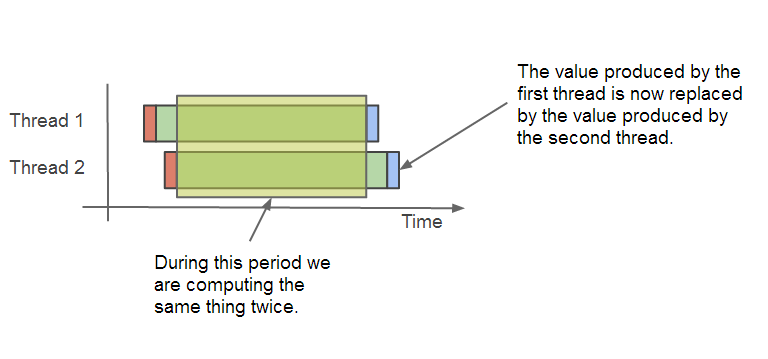 The value produced by the
first thread is now replaced
by the value produced by
the second thread.
Thread 1
Thread 2
Time
During this period we
are computing the
same thing twice.